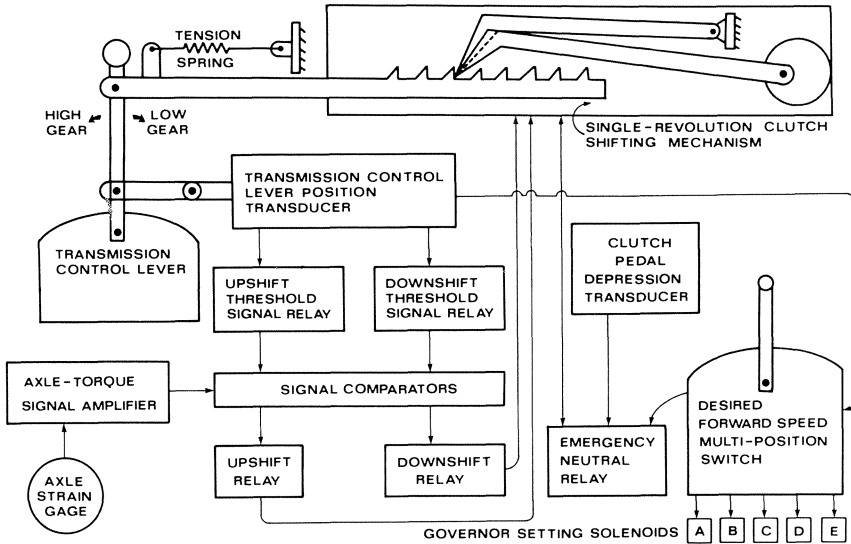 TENSION
SPRING
HIGH
GEAR
LOW
GEAR
SINGLE-REVOLUTION CLUTCH
SHIFTING MECHANISM
TRANSMISSION CONTROL
LEVER POSITION
TRANSDUCER
TRANSMISSION
CONTROL LEVER
UPSHIFT
THRESHOLD
SIGNAL RELAY
DOWNSHIFT
THRESHOLD
SIGNAL RELAY
CLUTCH
PEDAL
DEPRESSION
TRANSDUCER
AXLE-TORQUE
SIGNAL AMPLIFIER
SIGNAL COMPARATORS
DESIRED
FORWARD SPEED
MULTI-POSITION
SWITCH
AXLE
STRAIN
GAGE
UPSHIFT
RELAY
DOWNSHIFT
RELAY
EMERGENCY
NEUTRAL
RELAY
GOVERNOR SETTING SOLENOIDS A B C D E